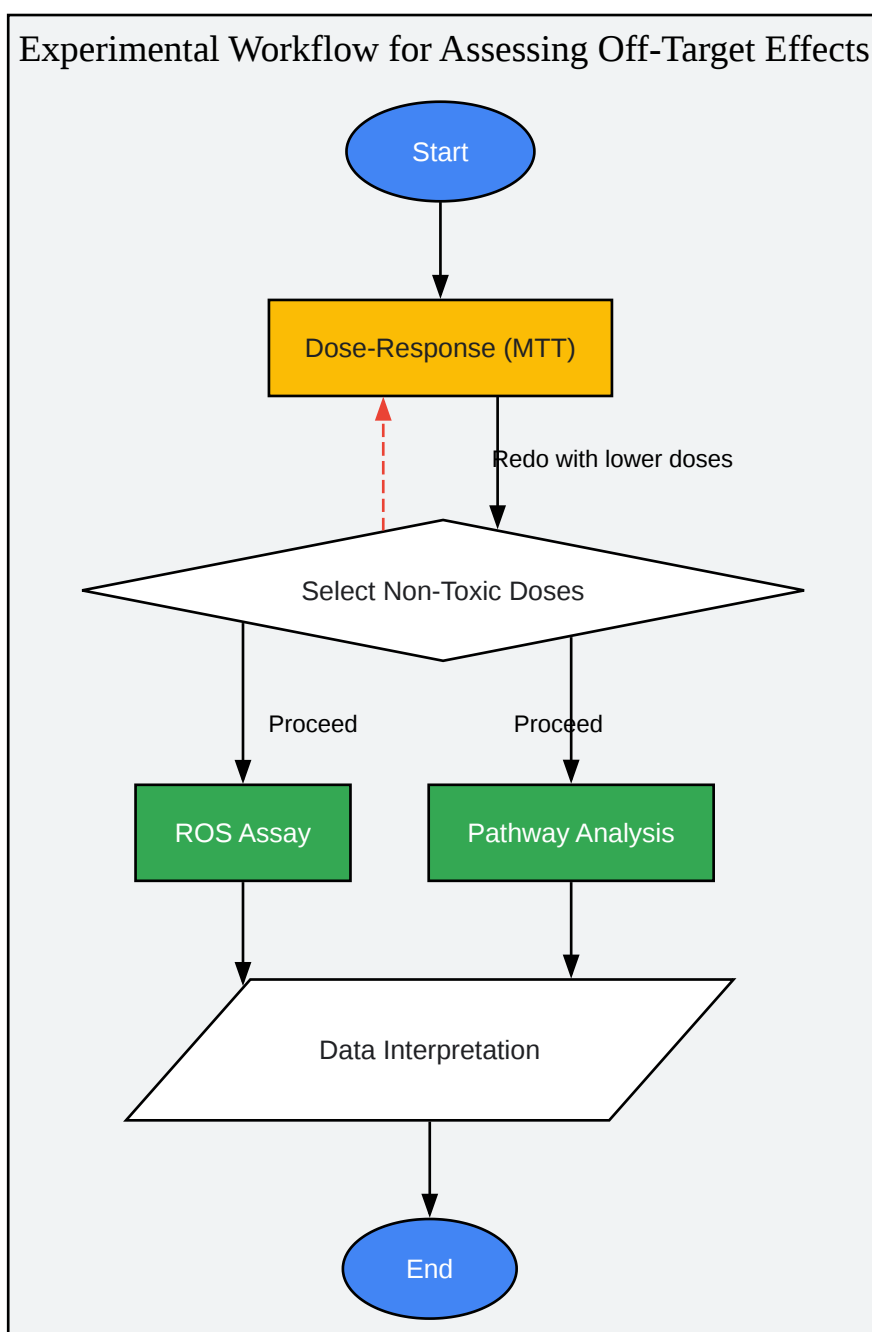 Experimental Workflow for Assessing Off-Target Effects
Start
Dose-Response (MTT)
Redo with lower doses
Select Non-Toxic Doses
Proceed
Proceed
ROS Assay
Pathway Analysis
Data Interpretation
End